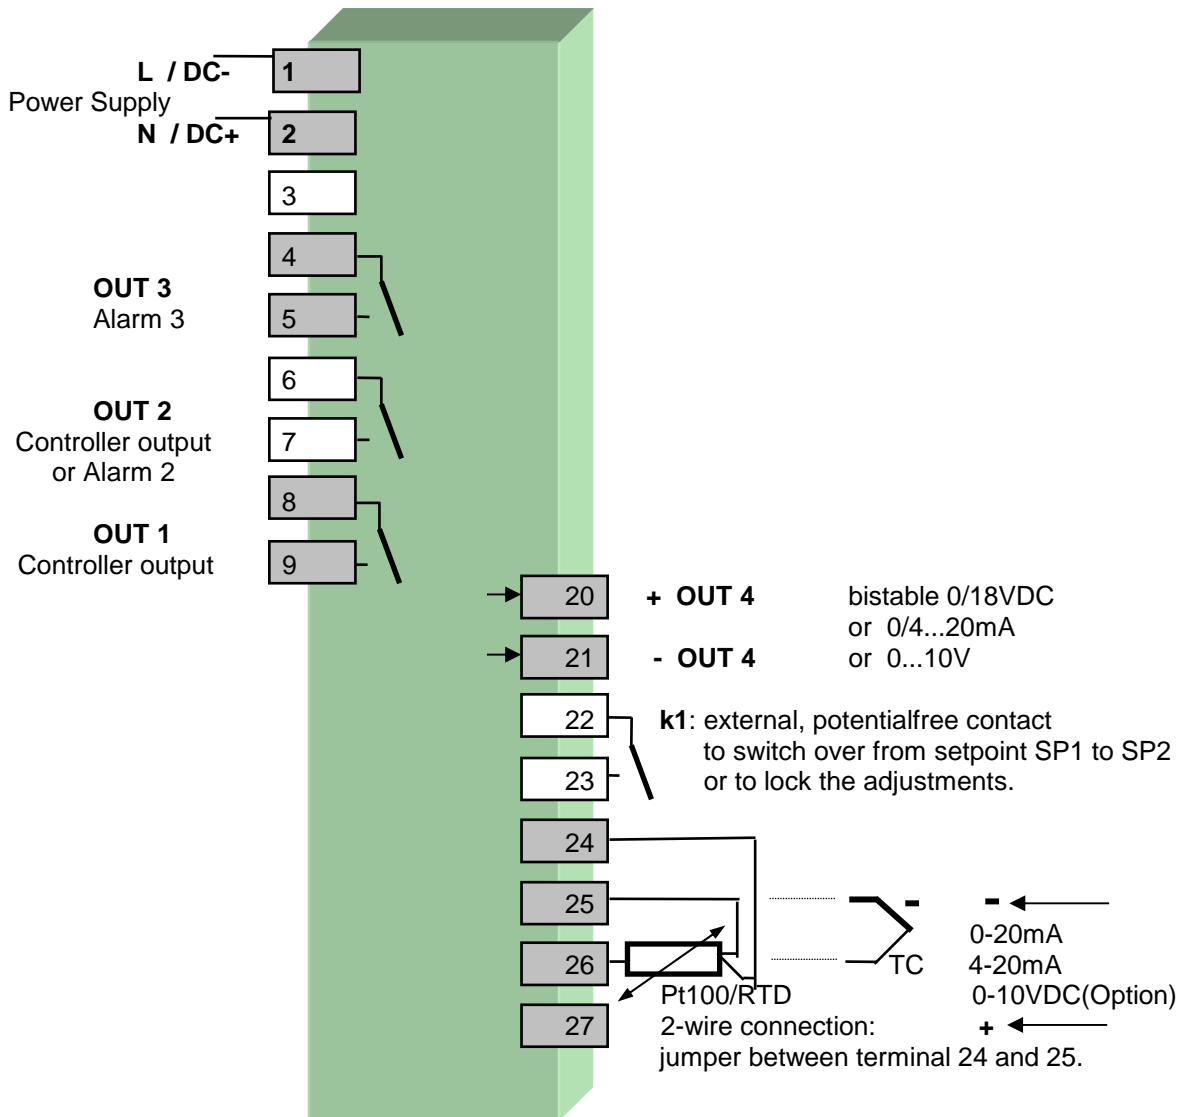 L / DC-
1
Power Supply
N / DC+
2
3
4
OUT 3
Alarm 3
5
6
OUT 2
Controller output
or Alarm 2
7
8
OUT 1
Controller output
9
20
+ OUT 4
bistable 0/18VDC
or 0/4...20mA
21
- OUT 4
or 0...10V
22
k1: external, potentialfree contact
to switch over from setpoint SP1 to SP2
23
or to lock the adjustments.
24
25
- -
0-20mA
26
TC
4-20mA
Pt100/RTD
0-10VDC(Option)
27
2-wire connection:
+
jumper between terminal 24 and 25.